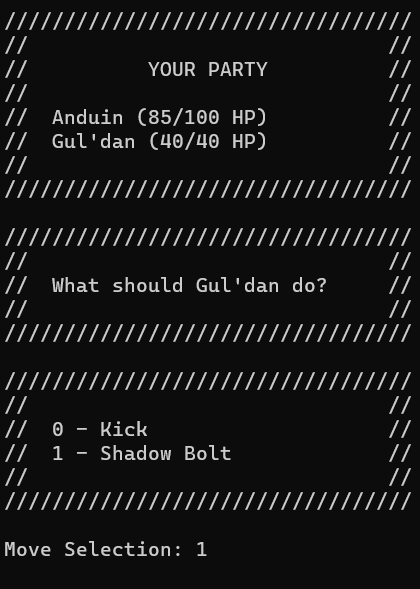 //////////////////////////////////
//                              //
//          YOUR PARTY          //
//                              //
//  Anduin (85/100 HP)          //
//  Gul'dan (40/40 HP)          //
//                              //
//////////////////////////////////

//////////////////////////////////
//                              //
//  What should Gul'dan do?     //
//                              //
//////////////////////////////////

//////////////////////////////////
//                              //
//  0 - Kick                    //
//  1 - Shadow Bolt             //
//                              //
//////////////////////////////////

Move Selection: 1